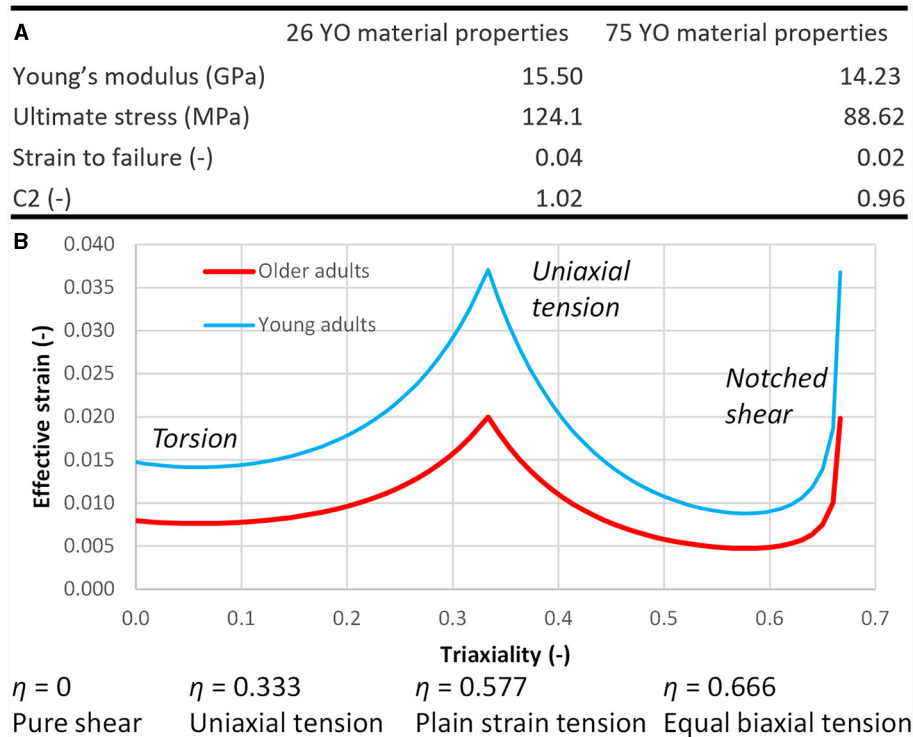 A 26 YO material properties 75 YO material properties
Young's modulus (GPa) 15.50 14.23
Ultimate stress (MPa) 124.1 88.62
Strain to failure (-) 0.04 0.02
C2 (-) 1.02 0.96
B
0.040
0.035
0.030
0.025
0.020
0.015
0.010
0.005
0.000
Effective strain (-)
Older adults
Young adults
Uniaxial
tension
Notched
shear
Torsion
0.0 0.1 0.2 0.3 0.4 0.5 0.6 0.7
Triaxiality (-)
η = 0 η = 0.333 η = 0.577 η = 0.666
Pure shear Uniaxial tension Plain strain tension Equal biaxial tension